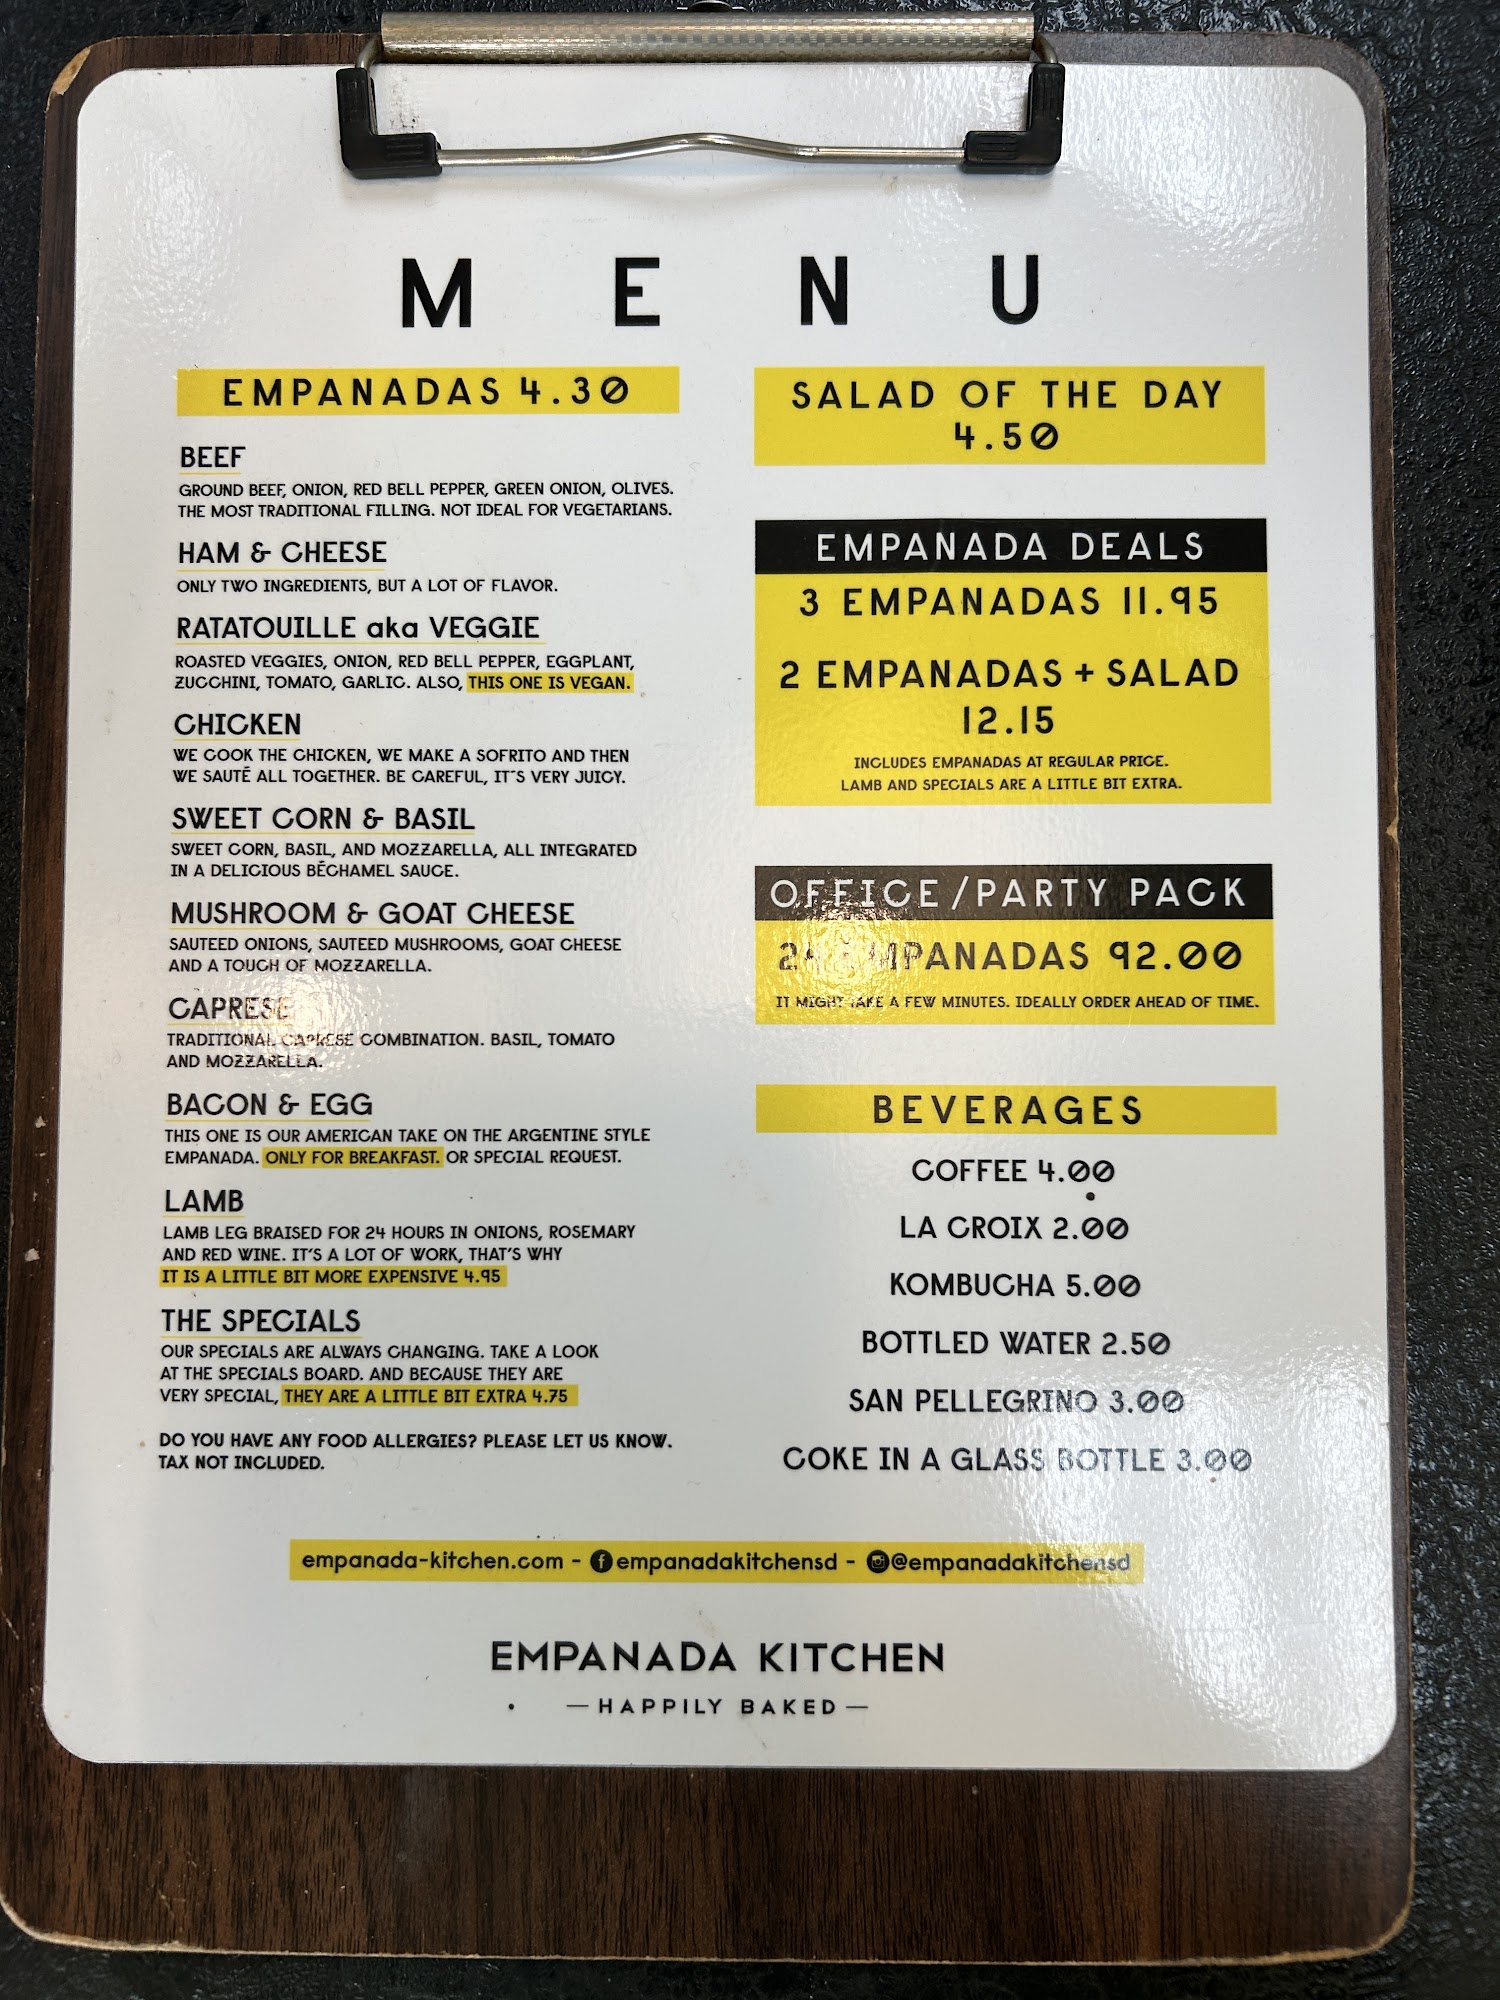 MENU
EMPANADAS 4.30
BEEF
GROUND BEEF, ONION, RED BELL PEPPER, GREEN ONION, OLIVES.
THE MOST TRADITIONAL FILLING. NOT IDEAL FOR VEGETARIANS.
HAM & CHEESE
ONLY TWO INGREDIENTS, BUT A LOT OF FLAVOR.
RATATOUILLE aka VEGGIE
ROASTED VEGGIES, ONION, RED BELL PEPPER, EGGPLANT,
ZUCCHINI, TOMATO, GARLIC. ALSO, THIS ONE IS VEGAN.
CHICKEN
WE COOK THE CHICKEN, WE MAKE A SOFRITO AND THEN
WE SAUTÉ ALL TOGETHER. BE CAREFUL, IT´S VERY JUICY.
SWEET CORN & BASIL
SWEET CORN, BASIL, AND MOZZARELLA, ALL INTEGRATED
IN A DELICIOUS BÉCHAMEL SAUCE.
MUSHROOM & GOAT CHEESE
SAUTEED ONIONS, SAUTEED MUSHROOMS, GOAT CHEESE
AND A TOUCH OF MOZZARELLA.
CAPRESE
TRADITIONAL CAPRESE COMBINATION. BASIL, TOMATO
AND MOZZARELLA.
BACON & EGG
THIS ONE IS OUR AMERICAN TAKE ON THE ARGENTINE STYLE
EMPANADA. ONLY FOR BREAKFAST. OR SPECIAL REQUEST.
LAMB
LAMB LEG BRAISED FOR 24 HOURS IN ONIONS, ROSEMARY
AND RED WINE. IT'S A LOT OF WORK, THAT'S WHY
IT IS A LITTLE BIT MORE EXPENSIVE 4.95
THE SPECIALS
OUR SPECIALS ARE ALWAYS CHANGING. TAKE A LOOK
AT THE SPECIALS BOARD. AND BECAUSE THEY ARE
VERY SPECIAL, THEY ARE A LITTLE BIT EXTRA 4.75
DO YOU HAVE ANY FOOD ALLERGIES? PLEASE LET US KNOW.
TAX NOT INCLUDED.
SALAD OF THE DAY
4.50
EMPANADA DEALS
3 EMPANADAS 11.95
2 EMPANADAS + SALAD
12.15
INCLUDES EMPANADAS AT REGULAR PRICE.
LAMB AND SPECIALS ARE A LITTLE BIT EXTRA.
OFFICE/PARTY PACK
EMPANADAS 92.00
IT MIGHT TAKE A FEW MINUTES. IDEALLY ORDER AHEAD OF TIME.
BEVERAGES
COFFEE 4.00
LA CROIX 2.00
KOMBUCHA 5.00
BOTTLED WATER 2.50
SAN PELLEGRINO 3.00
COKE IN A GLASS BOTTLE 3.00
empanada-kitchen.com - empanadakitchensd - @empanadakitchensd
EMPANADA KITCHEN
—HAPPILY BAKED—